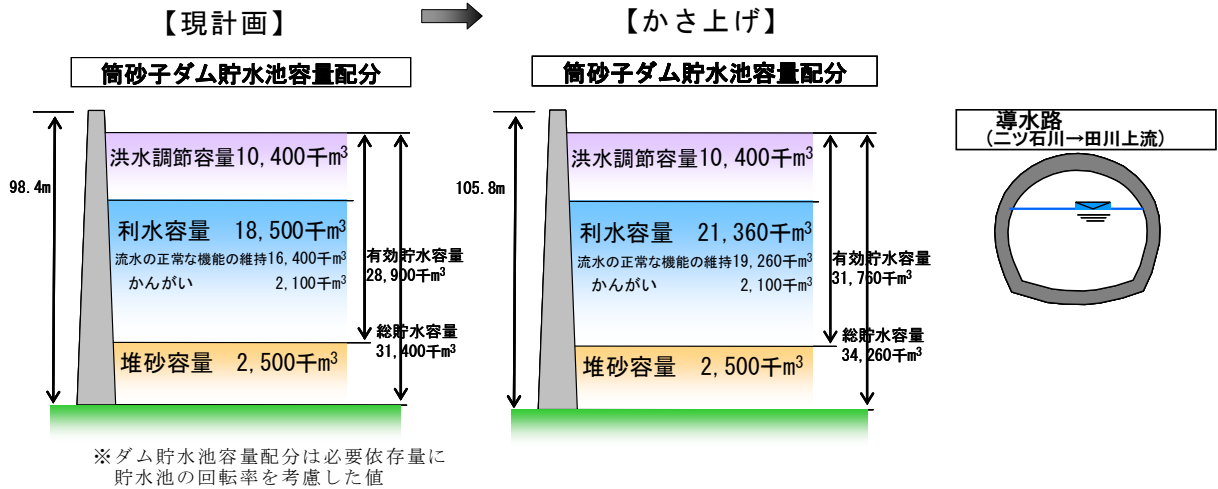 【現計画】
筒砂子ダム貯水池容量配分
98.4m
洪水調節容量10,400千m³
利水容量 18,500千m³
流水の正常な機能の維持16,400千m³
かんがい 2,100千m³
有効貯水容量
28,900千m³
総貯水容量
31,400千m³
堆砂容量 2,500千m³
※ダム貯水池容量配分は必要依存量に
貯水池の回転率を考慮した値
【かさ上げ】
筒砂子ダム貯水池容量配分
105.8m
洪水調節容量10,400千m³
利水容量 21,360千m³
流水の正常な機能の維持19,260千m³
かんがい 2,100千m³
有効貯水容量
31,760千m³
総貯水容量
34,260千m³
堆砂容量 2,500千m³
導水路
(二ツ石川→田川上流)